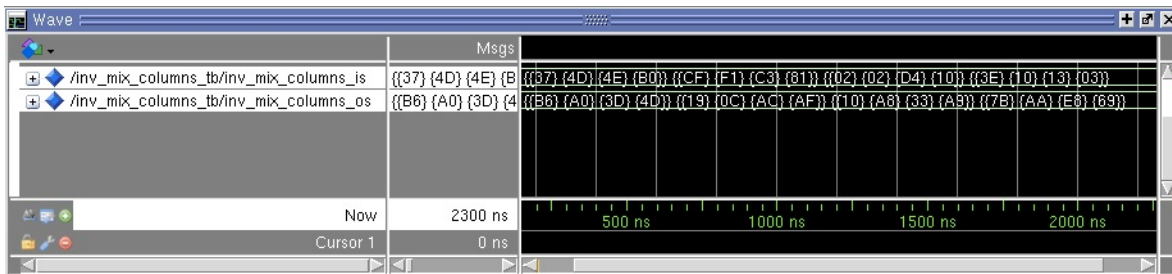 Wave
Msgs
/inv_mix_columns_tb/inv_mix_columns_is {{37} {4D} {4E} {B {{37} {4D} {4E} {B0}} {{CF} {F1} {C3} {81}} {{02} {02} {D4} {10}} {{3E} {10} {13} {03}}
/inv_mix_columns_tb/inv_mix_columns_os {{B6} {A0} {3D} {4 {{B6} {A0} {3D} {4D}} {{19} {0C} {AC} {AF}} {{10} {A8} {33} {A9}} {{7B} {AA} {E8} {69}}
Now 2300 ns 500 ns 1000 ns 1500 ns 2000 ns
Cursor 1 0 ns